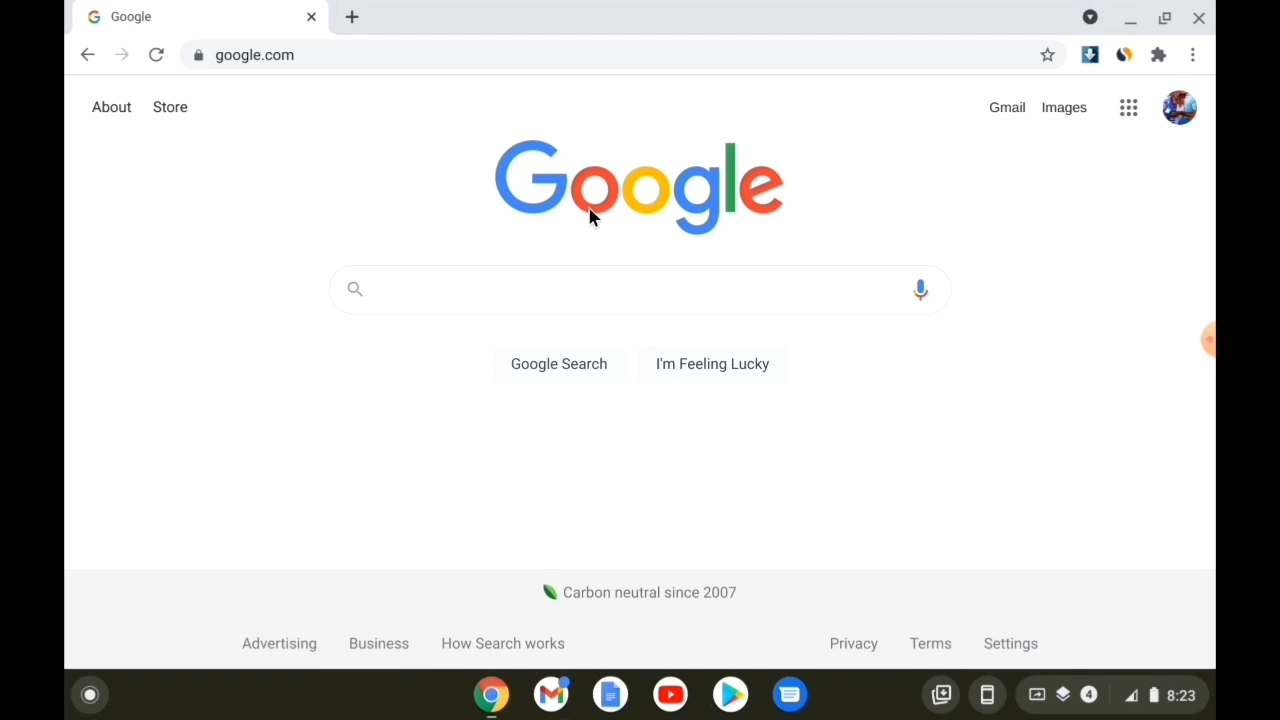 Google
google.com
About Store
Gmail Images
Google
Google Search
I'm Feeling Lucky
Carbon neutral since 2007
Advertising Business How Search works
Privacy Terms Settings
4 8:23